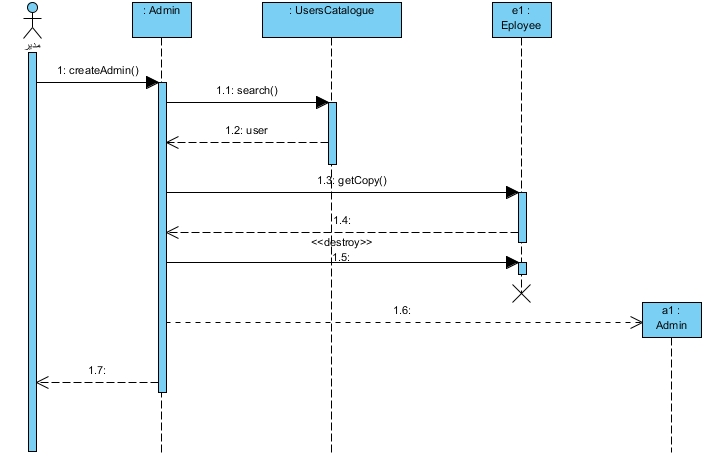 : Admin
: UsersCatalogue
e1 :
Eployee
مدير
1: createAdmin()
1.1: search()
1.2: user
1.3: getCopy()
1.4:
<<destroy>>
1.5:
1.6:
a1 :
Admin
1.7: